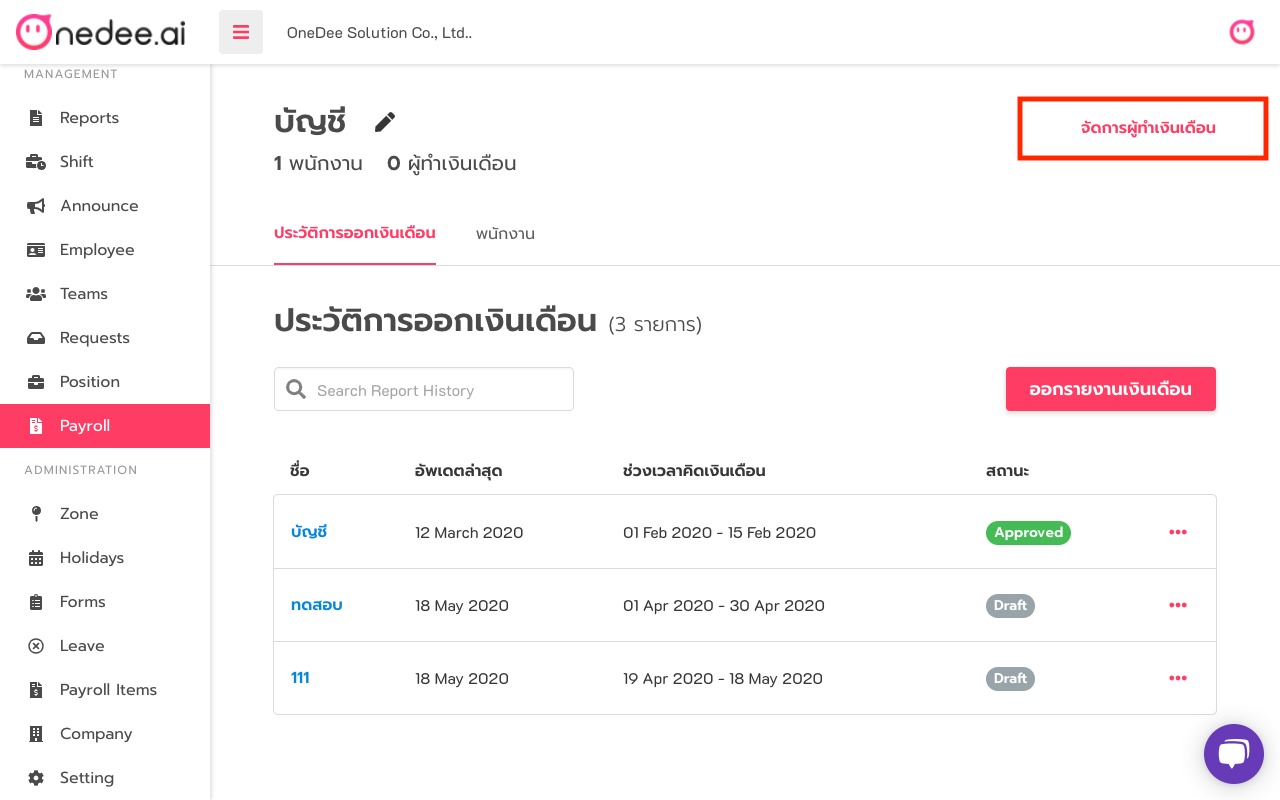 Onedee.ai
OneDee Solution Co., Ltd..
MANAGEMENT
Reports
Shift
Announce
Employee
Teams
Requests
Position
Payroll
ADMINISTRATION
Zone
Holidays
Forms
Leave
Payroll Items
Company
Setting
บัญชี
จัดการผู้ทำเงินเดือน
1 พนักงาน 0 ผู้ทำเงินเดือน
ประวัติการออกเงินเดือน พนักงาน
ประวัติการออกเงินเดือน (3 รายการ)
Search Report History
ออกรายงานเงินเดือน
ชื่อ อัพเดตล่าสุด ช่วงเวลาคิดเงินเดือน สถานะ
บัญชี 12 March 2020 01 Feb 2020 - 15 Feb 2020 Approved
ทดสอบ 18 May 2020 01 Apr 2020 - 30 Apr 2020 Draft
111 18 May 2020 19 Apr 2020 - 18 May 2020 Draft